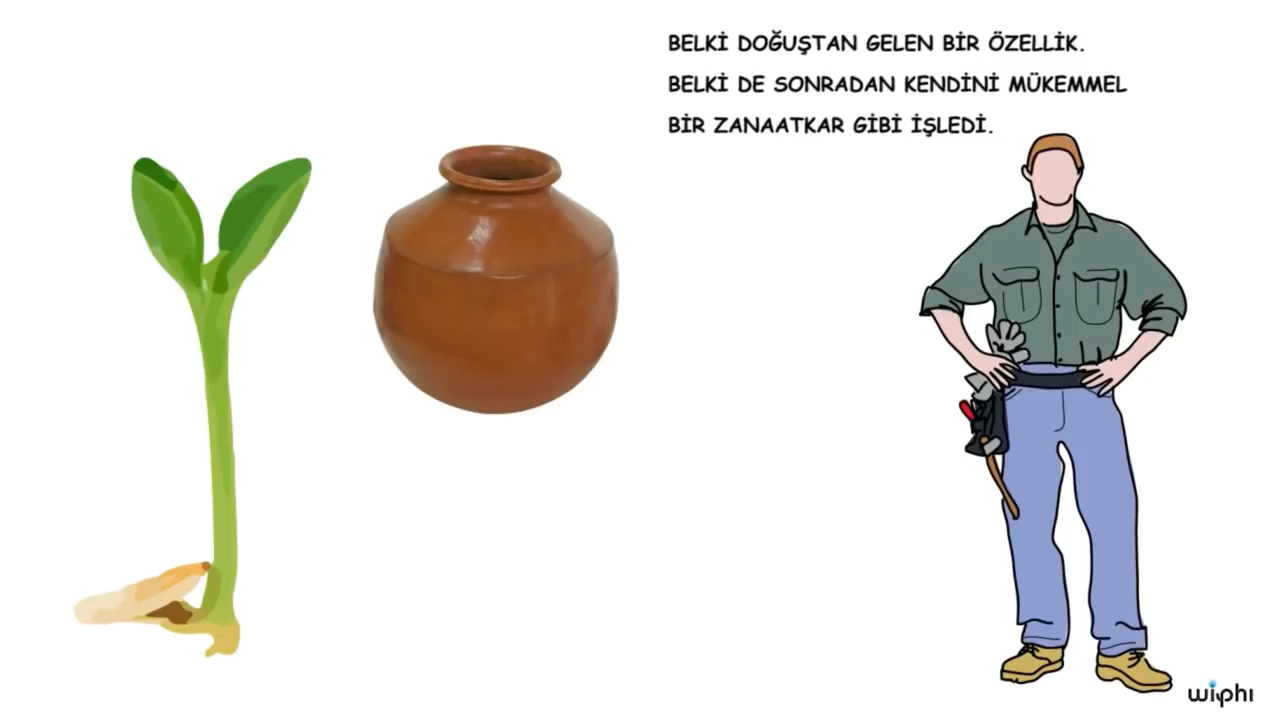 BELKİ DOĞUŞTAN GELEN BİR ÖZELLİK.
BELKİ DE SONRADAN KENDİNİ MÜKEMMEL
BİR ZANAATKAR GİBİ İŞLEDİ.
wiphi